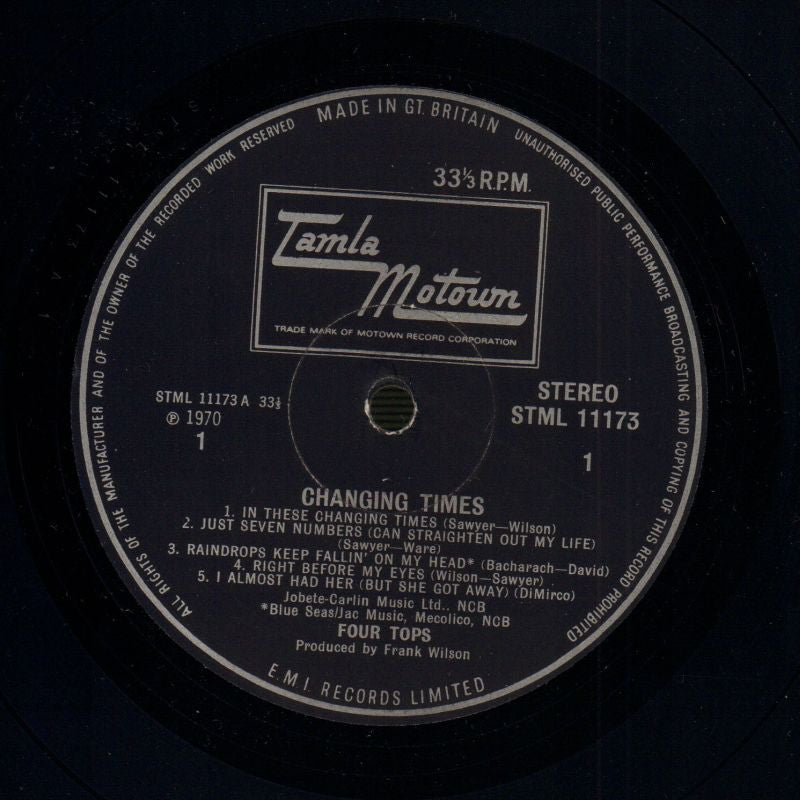 MADE IN GT. BRITAIN
UNAUTHORISED PUBLIC PERFORMANCE BROADCASTING AND COPYING OF THIS RECORD PROHIBITED
ALL RIGHTS OF THE MANUFACTURER AND OF THE OWNER OF THE RECORDED WORK RESERVED
33⅓ R.P.M.
Tamla
Motown
TRADE MARK OF MOTOWN RECORD CORPORATION
STML 11173 A 33⅓
℗ 1970
1
STEREO
STML 11173
1
CHANGING TIMES
1. IN THESE CHANGING TIMES (Sawyer—Wilson)
2. JUST SEVEN NUMBERS (CAN STRAIGHTEN OUT MY LIFE)
(Sawyer—Ware)
3. RAINDROPS KEEP FALLIN' ON MY HEAD* (Bacharach—David)
4. RIGHT BEFORE MY EYES (Wilson—Sawyer)
5. I ALMOST HAD HER (BUT SHE GOT AWAY) (DiMirco)
Jobete-Carlin Music Ltd., NCB
*Blue Seas/Jac Music, Mecolico, NCB
FOUR TOPS
Produced by Frank Wilson
E.M.I. RECORDS LIMITED